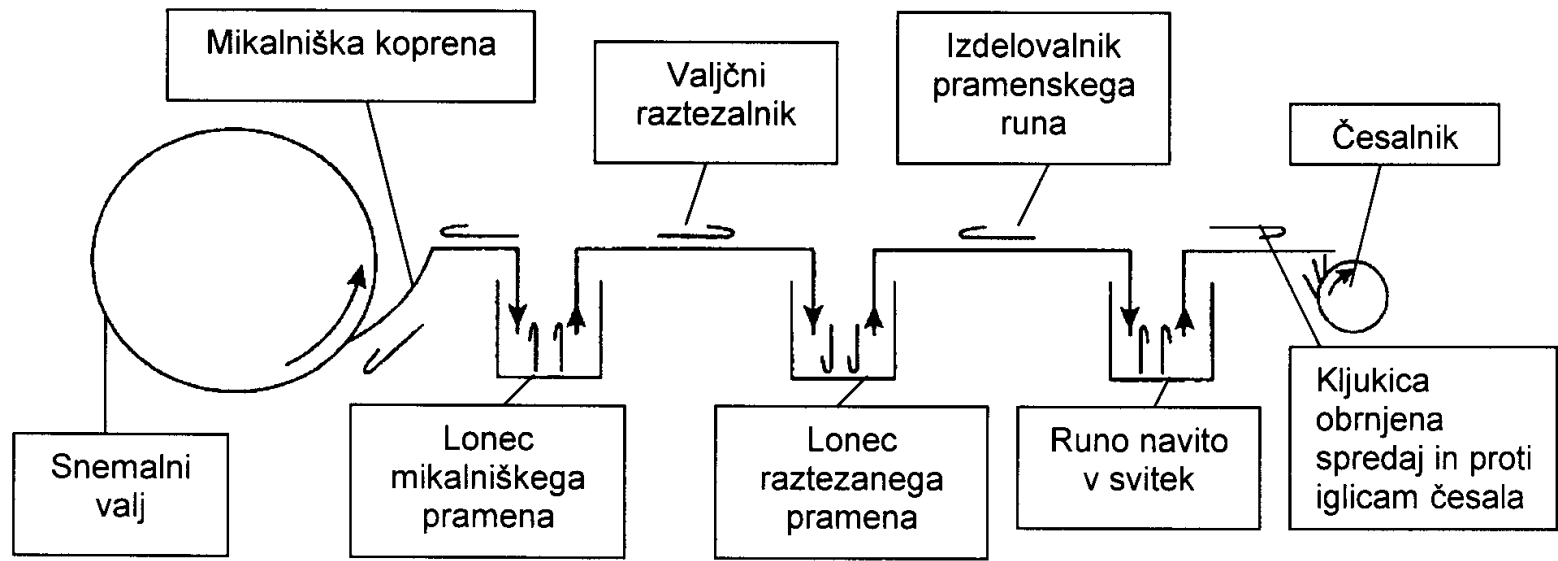 Mikalniška koprena
Valjčni
raztezalnik
Izdelovalnik
pramenskega
runa
Česalnik
Snemalni
valj
Lonec
mikalniškega
pramena
Lonec
raztezanega
pramena
Runo navito
v svitek
Kljukica
obrnjena
spredaj in proti
iglicam česala